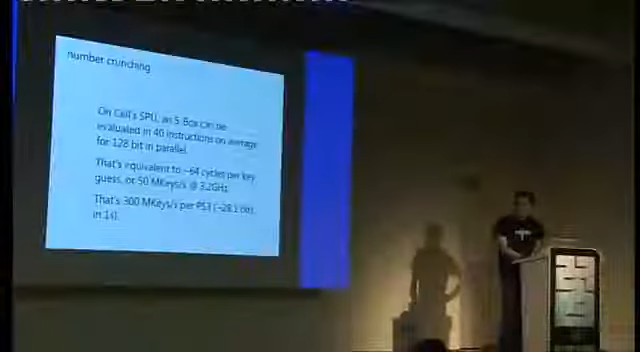 number crunching
On Cell's SPU, an S-Box can be
evaluated in 40 instructions on average
for 128 bit in parallel.
That's equivalent to ~64 cycles per key
guess, or 50 MKeys/s @ 3.2GHz
That's 300 MKeys/s per PS3 (~28.1 bit
in 1s)